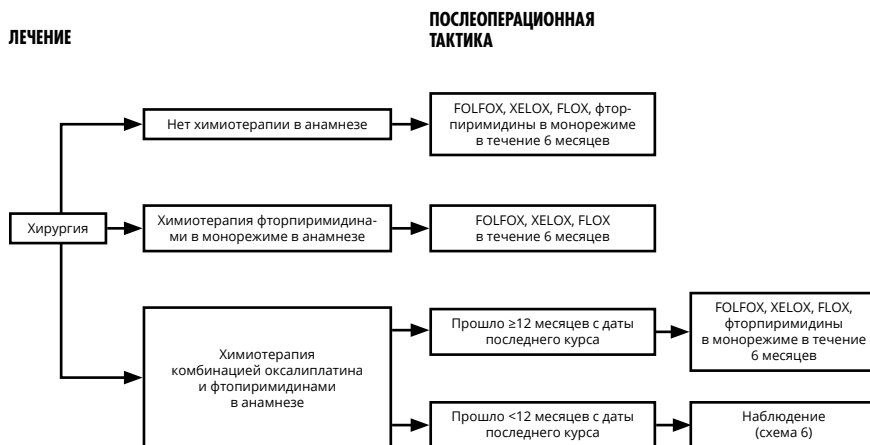 ЛЕЧЕНИЕ
ПОСЛЕОПЕРАЦИОННАЯ
ТАКТИКА
Нет химиотерапии в анамнезе
FOLFOX, XELOX, FLOX, фтор-
пиримидины в монорежиме
в течение 6 месяцев
Хирургия
Химиотерапия фторпиримидина-
ми в монорежиме в анамнезе
FOLFOX, XELOX, FLOX
в течение 6 месяцев
Химиотерапия
комбинацией оксалиплатина
и фтопиримидинами
в анамнезе
Прошло ≥12 месяцев с даты
последнего курса
FOLFOX, XELOX, FLOX,
фторпиримидины
в монорежиме в течение
6 месяцев
Прошло <12 месяцев с даты
последнего курса
Наблюдение
(схема 6)